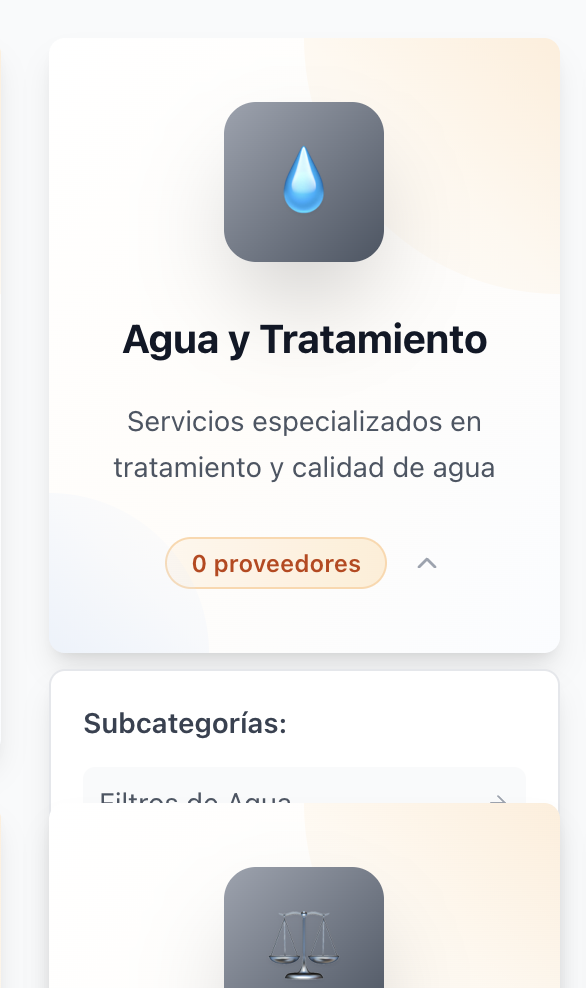 Agua y Tratamiento
Servicios especializados en
tratamiento y calidad de agua
0 proveedores
Subcategorías:
Filtros de Agua